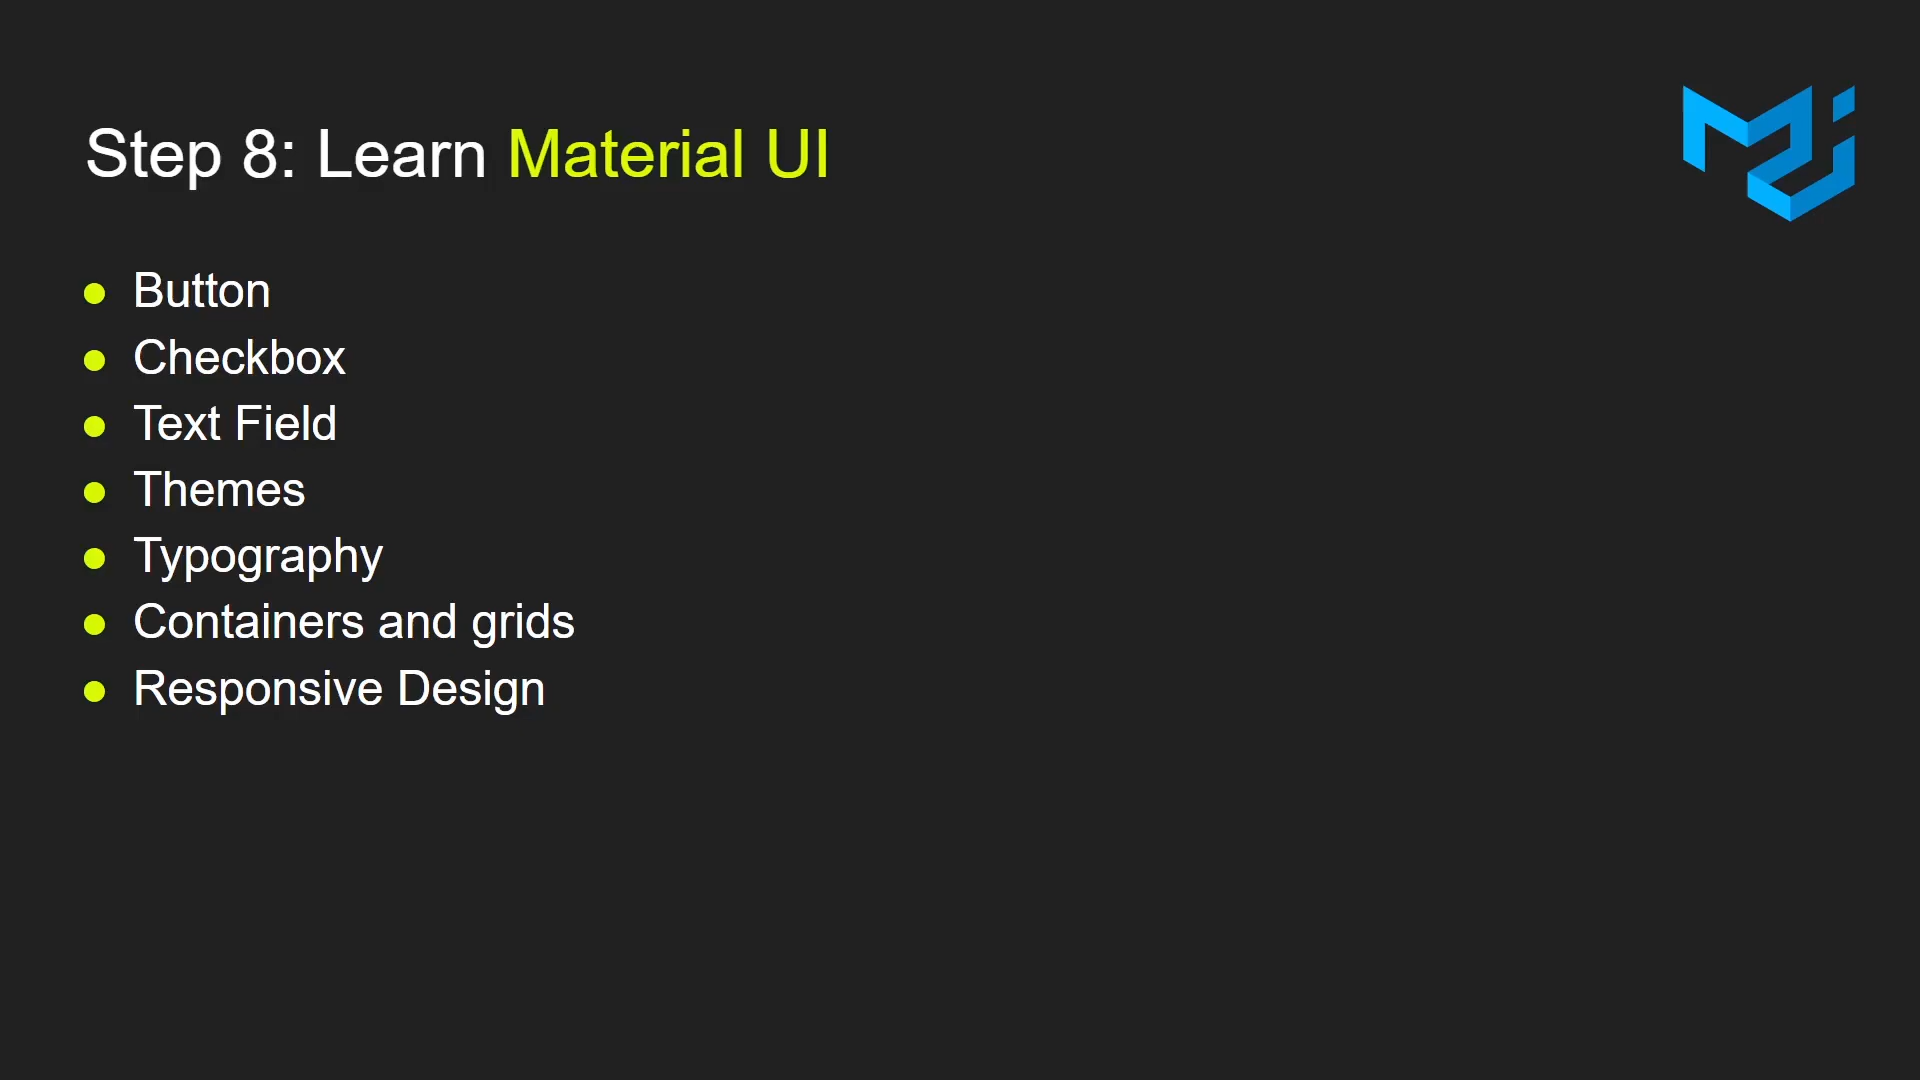 Step 8: Learn Material UI
Button
Checkbox
Text Field
Themes
Typography
Containers and grids
Responsive Design